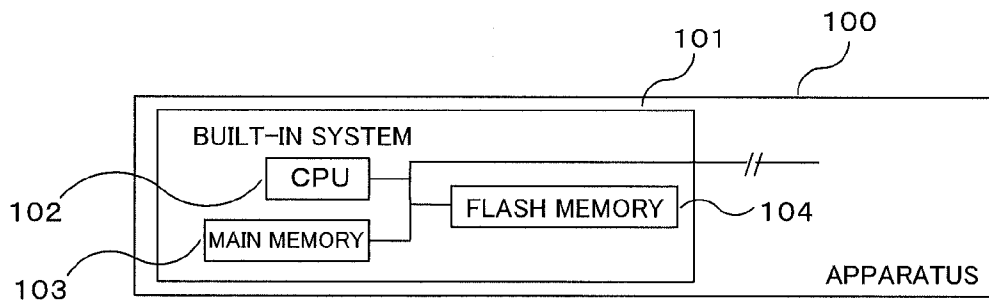 100
101
BUILT-IN SYSTEM
CPU
102
FLASH MEMORY
104
MAIN MEMORY
103
APPARATUS